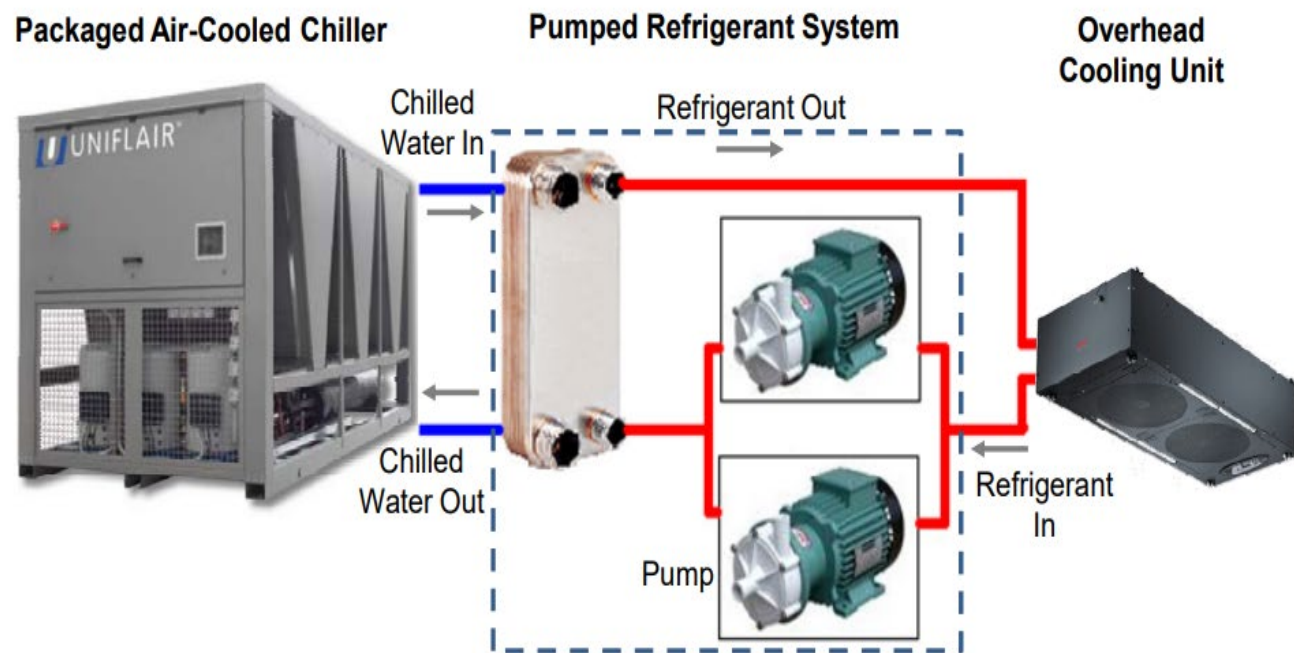 Packaged Air-Cooled Chiller
Pumped Refrigerant System
Overhead
Cooling Unit
UNIFLAIR
Chilled
Water In
Refrigerant Out
Chilled
Water Out
Pump
Refrigerant
In